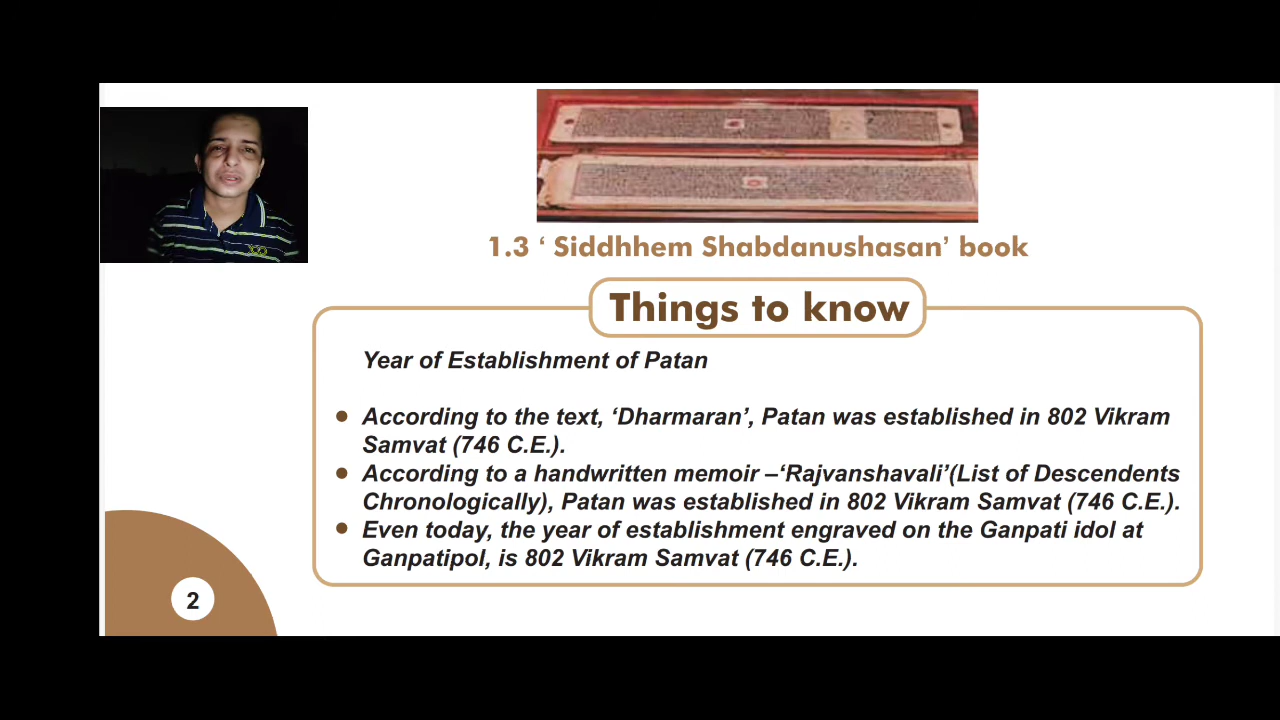 1.3 ‘ Siddhhem Shabdanushasan’ book
Things to know
Year of Establishment of Patan
● According to the text, ‘Dharmaran’, Patan was established in 802 Vikram
Samvat (746 C.E.).
● According to a handwritten memoir –‘Rajvanshavali’(List of Descendents
Chronologically), Patan was established in 802 Vikram Samvat (746 C.E.).
● Even today, the year of establishment engraved on the Ganpati idol at
Ganpatipol, is 802 Vikram Samvat (746 C.E.).
2